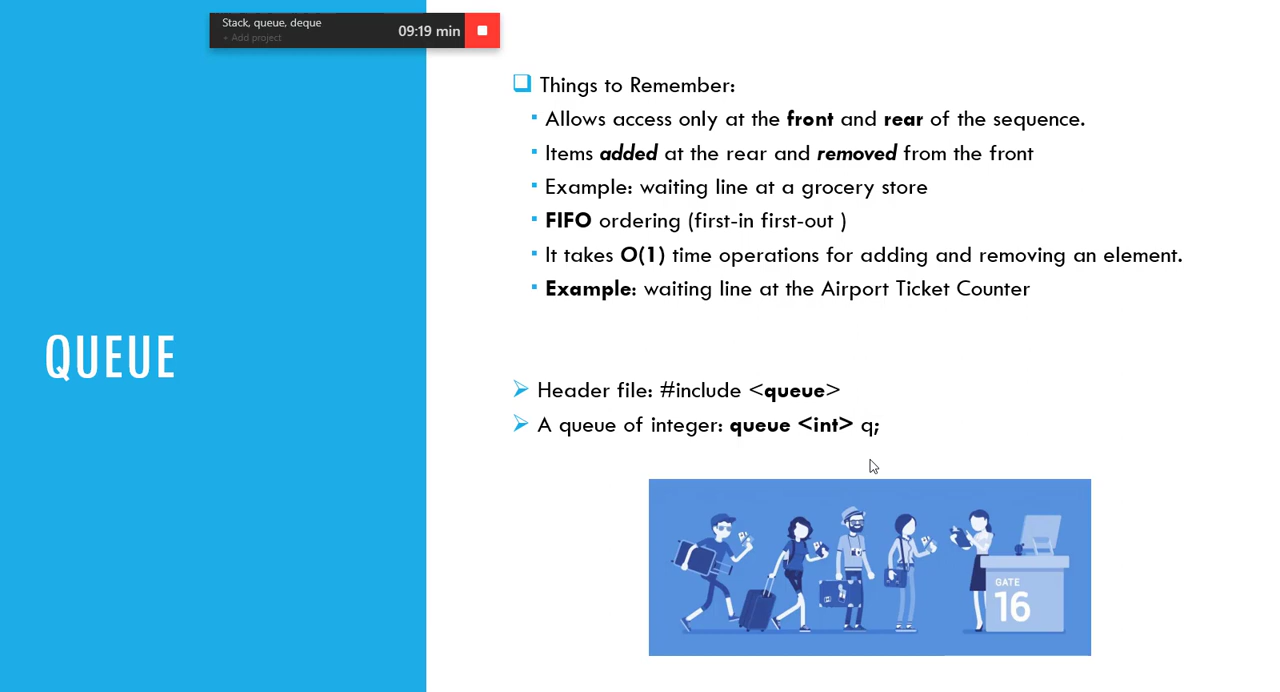 Stack, queue, deque
+ Add project
09:19 min
QUEUE
Things to Remember:
Allows access only at the front and rear of the sequence.
Items added at the rear and removed from the front
Example: waiting line at a grocery store
FIFO ordering (first-in first-out )
It takes O(1) time operations for adding and removing an element.
Example: waiting line at the Airport Ticket Counter
Header file: #include <queue>
A queue of integer: queue <int> q;
GATE
16